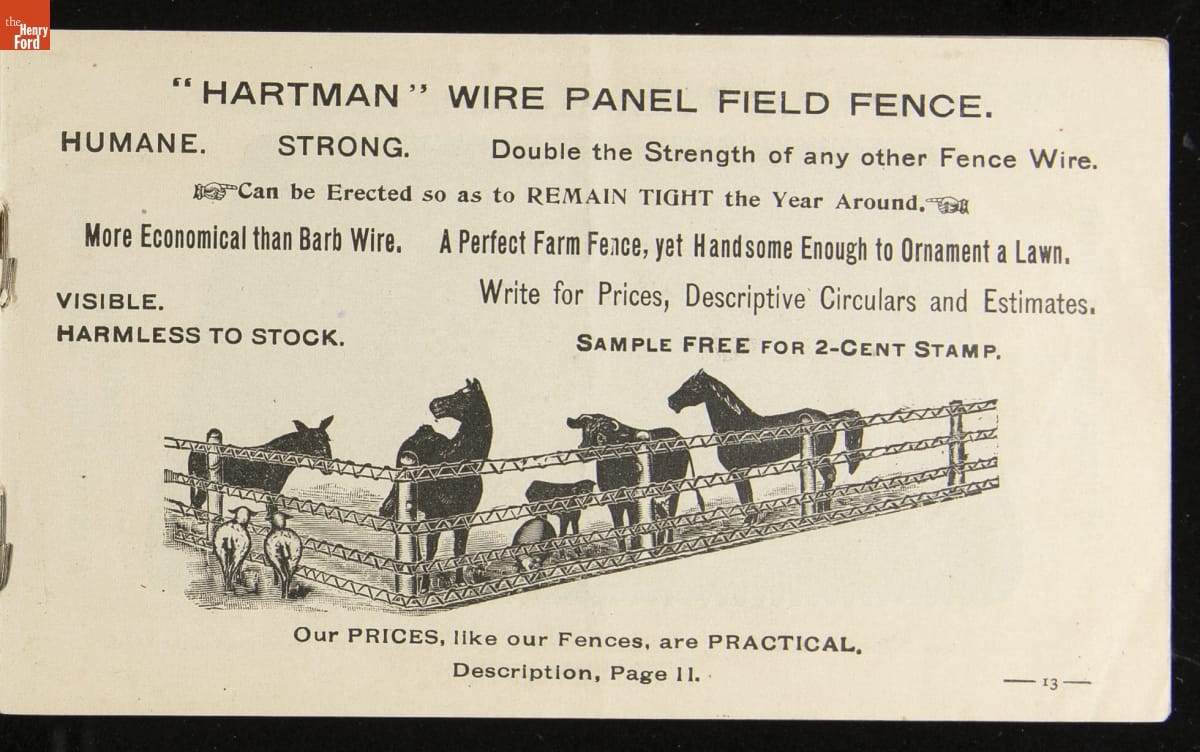 the
Henry
Ford
"HARTMAN" WIRE PANEL FIELD FENCE.
HUMANE. STRONG. Double the Strength of any other Fence Wire.
Can be Erected so as to REMAIN TIGHT the Year Around.
More Economical than Barb Wire. A Perfect Farm Fence, yet Handsome Enough to Ornament a Lawn.
VISIBLE. Write for Prices, Descriptive Circulars and Estimates.
HARMLESS TO STOCK. SAMPLE FREE FOR 2-CENT STAMP.
Our PRICES, like our Fences, are PRACTICAL.
Description, Page 11.
— 13 —